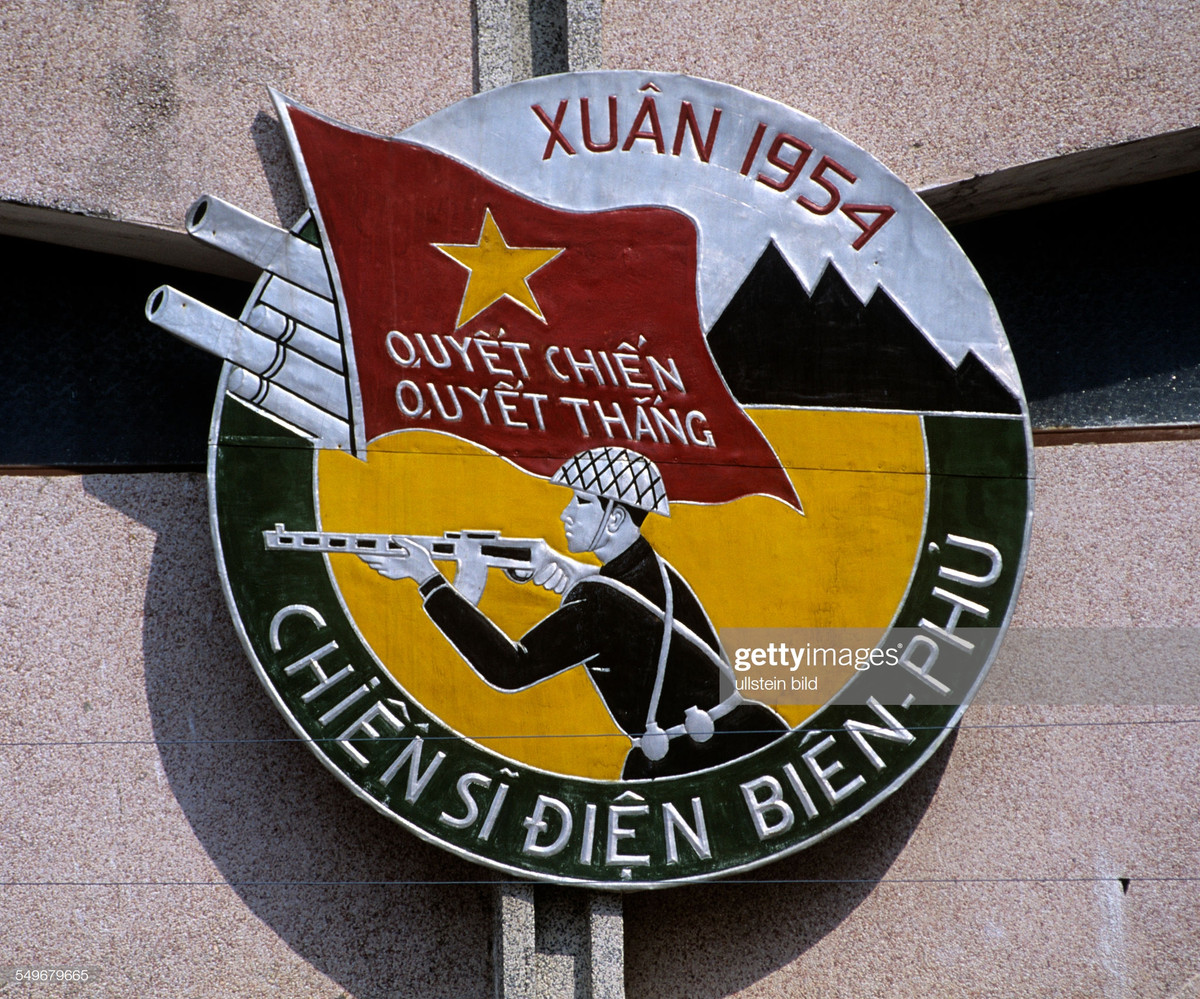 XUÂN 1954
QUYẾT CHIẾN
QUYẾT THẮNG
CHIẾN SĨ ĐIỆN BIÊN-PHỦ
gettyimages
ullstein bild
549679665